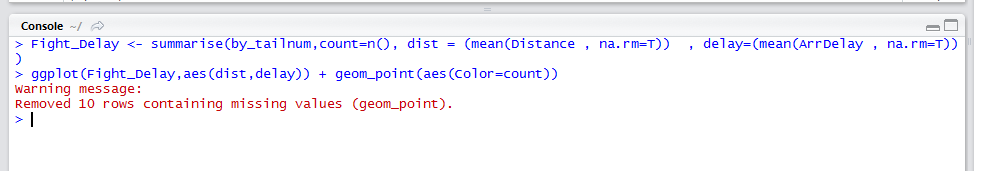 Console ~/
> Fight_Delay <- summarise(by_tailnum,count=n(), dist = (mean(Distance , na.rm=T))  , delay=(mean(ArrDelay , na.rm=T))
)
> ggplot(Fight_Delay,aes(dist,delay)) + geom_point(aes(Color=count))
Warning message:
Removed 10 rows containing missing values (geom_point).
>